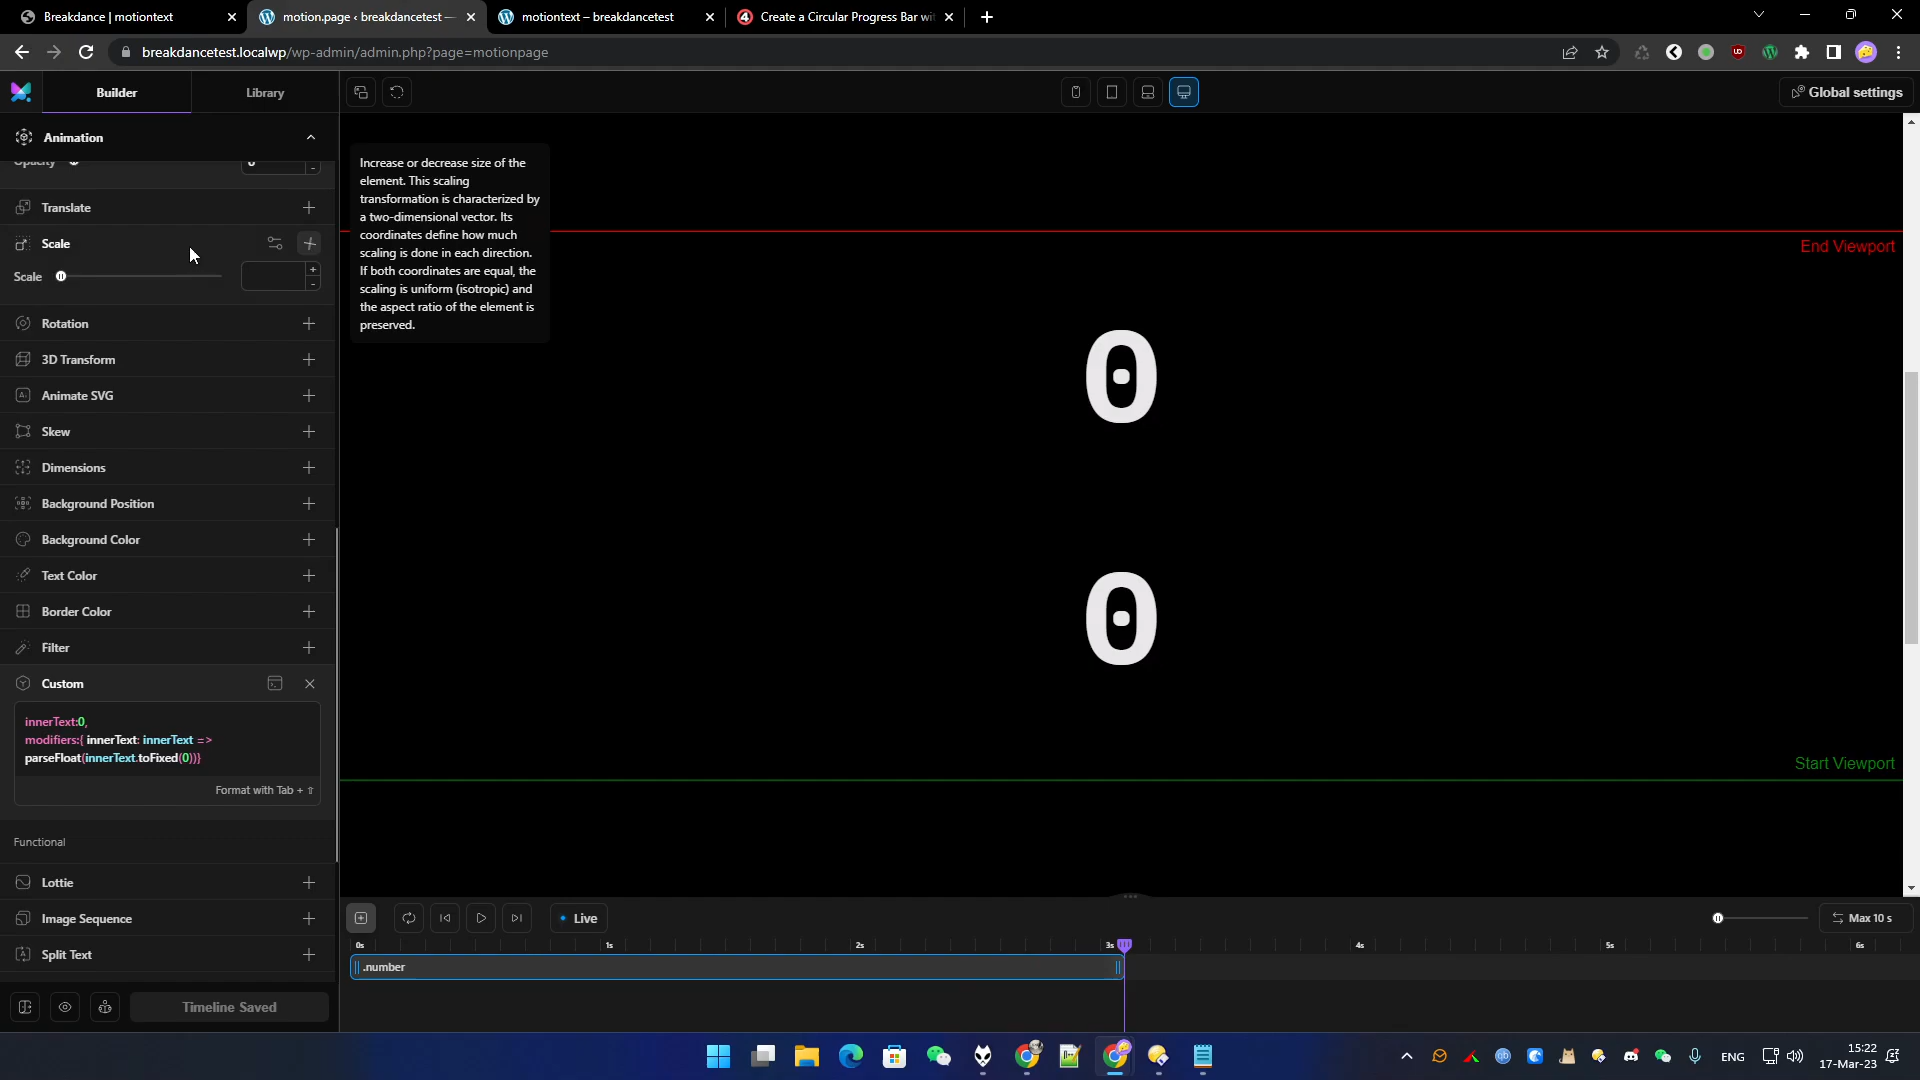 Breakdance | motiontext
motion.page ‹ breakdancetest —
motiontext – breakdancetest
Create a Circular Progress Bar wi
breakdancetest.localwp/wp-admin/admin.php?page=motionpage
Builder
Library
Global settings
Animation
Opacity
0
Translate
Scale
Scale
Rotation
3D Transform
Animate SVG
Skew
Dimensions
Background Position
Background Color
Text Color
Border Color
Filter
Custom
innerText:0,
modifiers:{ innerText: innerText =>
parseFloat(innerText.toFixed(0))}
Format with Tab + ⇧
Functional
Lottie
Image Sequence
Split Text
Timeline Saved
Increase or decrease size of the
element. This scaling
transformation is characterized by
a two-dimensional vector. Its
coordinates define how much
scaling is done in each direction.
If both coordinates are equal, the
scaling is uniform (isotropic) and
the aspect ratio of the element is
preserved.
End Viewport
0
0
Start Viewport
Live
Max 10 s
0s 1s 2s 3s 4s 5s 6s
.number
ENG
15:22
17-Mar-23